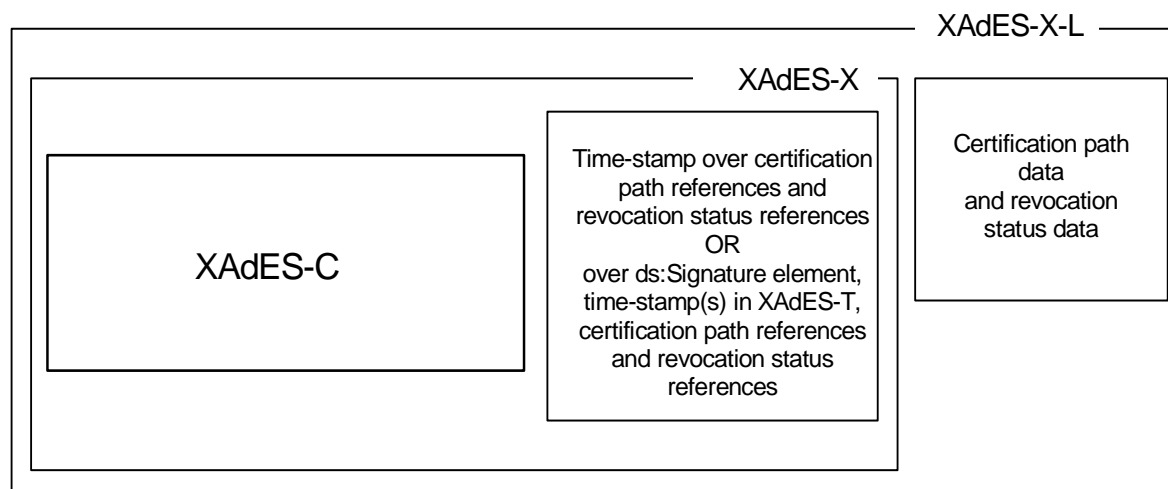 XAdES-X-L
XAdES-X
XAdES-C
Time-stamp over certification
path references and
revocation status references
OR
over ds:Signature element,
time-stamp(s) in XAdES-T,
certification path references
and revocation status
references
Certification path
data
and revocation
status data